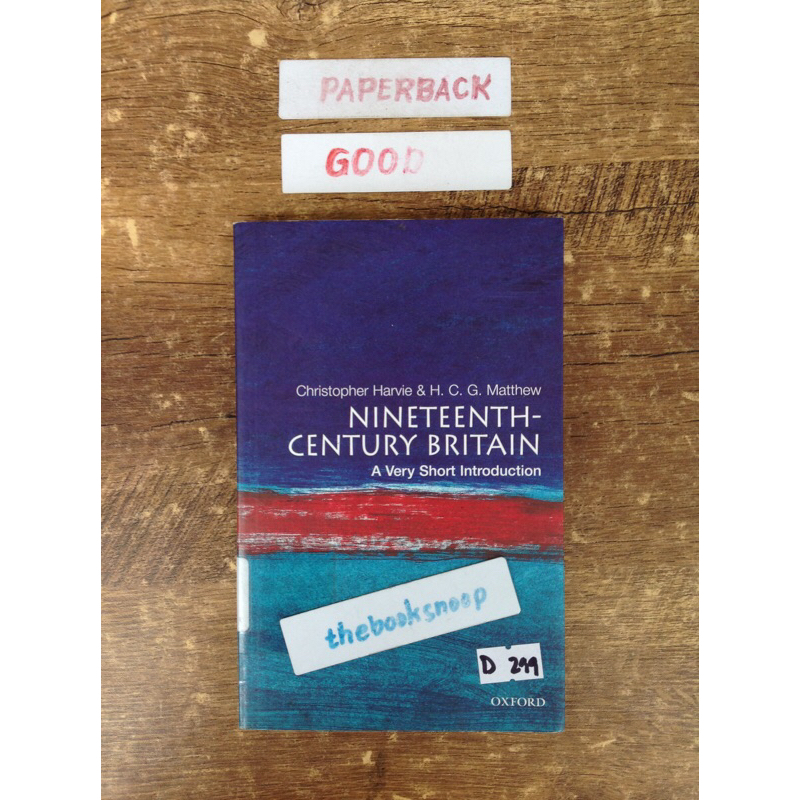 PAPERBACK
GOOD
Christopher Harvie & H. C. G. Matthew
NINETEENTH-
CENTURY BRITAIN
A Very Short Introduction
thebooksnoop
D 299
OXFORD